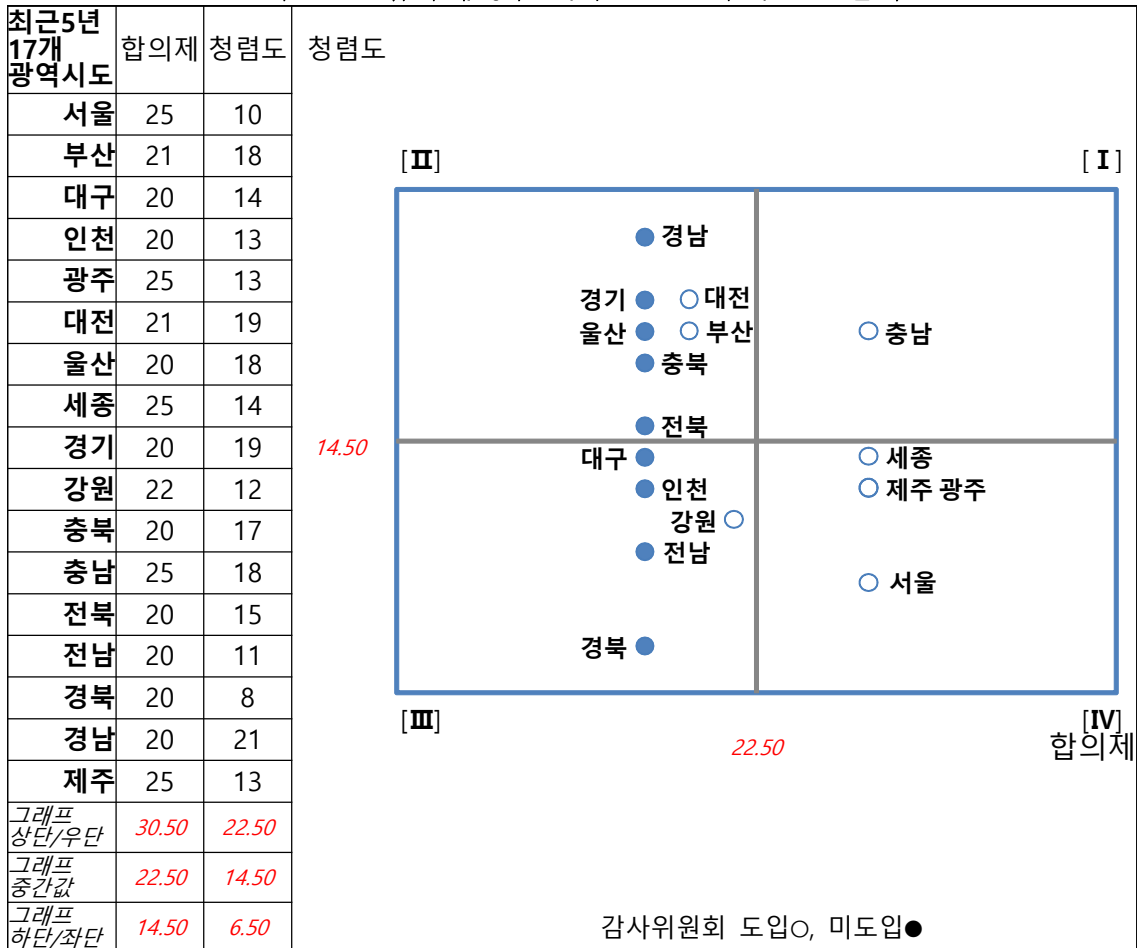 최근5년
17개
광역시도 합의제 청렴도
서울 25 10
부산 21 18
대구 20 14
인천 20 13
광주 25 13
대전 21 19
울산 20 18
세종 25 14
경기 20 19
강원 22 12
충북 20 17
충남 25 18
전북 20 15
전남 20 11
경북 20 8
경남 20 21
제주 25 13
그래프
상단/우단 30.50 22.50
그래프
중간값 22.50 14.50
그래프
하단/좌단 14.50 6.50
청렴도
[Ⅱ] [Ⅰ]
경남
경기 대전
울산 부산 충남
충북
전북
14.50
대구 세종
인천 제주 광주
강원
전남
서울
경북
[Ⅲ] [Ⅳ]
22.50 합의제
감사위원회 도입○, 미도입●